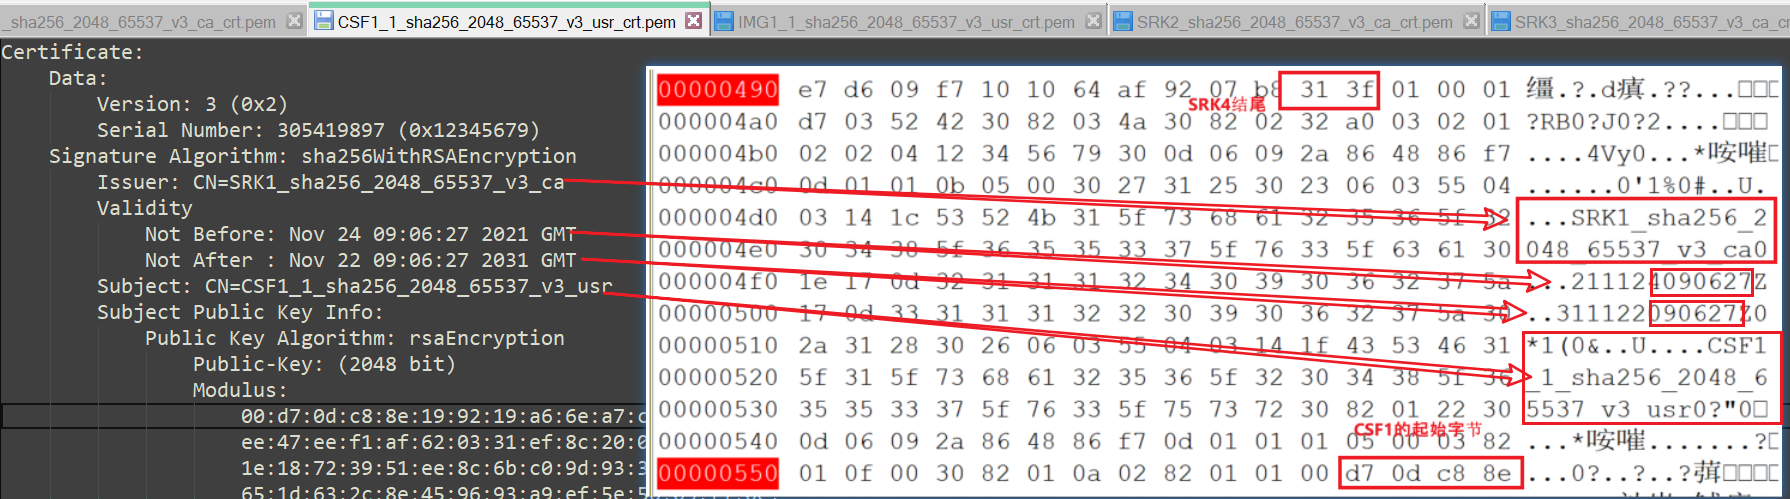 _sha256_2048_65537_v3_ca_crt.pem CSF1_1_sha256_2048_65537_v3_usr_crt.pem IMG1_1_sha256_2048_65537_v3_usr_crt.pem SRK2_sha256_2048_65537_v3_ca_crt.pem SRK3_sha256_2048_65537_v3_ca_cr
Certificate:
Data:
Version: 3 (0x2)
Serial Number: 305419897 (0x12345679)
Signature Algorithm: sha256WithRSAEncryption
Issuer: CN=SRK1_sha256_2048_65537_v3_ca
Validity
Not Before: Nov 24 09:06:27 2021 GMT
Not After : Nov 22 09:06:27 2031 GMT
Subject: CN=CSF1_1_sha256_2048_65537_v3_usr
Subject Public Key Info:
Public Key Algorithm: rsaEncryption
Public-Key: (2048 bit)
Modulus:
00:d7:0d:c8:8e:19:92:19:a6:6e:a7:c
ee:47:ee:f1:af:62:03:31:ef:8c:20:0
1e:18:72:39:51:ee:8c:6b:c0:9d:93:3
65:1d:63:2c:8e:45:96:93:a9:ef:5e:5
00000490 e7 d6 09 f7 10 10 64 af 92 07 b8 31 3f 01 00 01 缰.?.d瘨.??...□□□
SRK4结尾
000004a0 d7 03 52 42 30 82 03 4a 30 82 02 32 a0 03 02 01 ?RB0?J0?2....□□□
000004b0 02 02 04 12 34 56 79 30 0d 06 09 2a 86 48 86 f7 ....4Vy0...*咹嚾□
000004c0 0d 01 01 0b 05 00 30 27 31 25 30 23 06 03 55 04 ......0'1%0#..U.
000004d0 03 14 1c 53 52 4b 31 5f 73 68 61 32 35 36 5f 32 ...SRK1_sha256_2
000004e0 30 34 38 5f 36 35 35 33 37 5f 76 33 5f 63 61 30 048_65537_v3_ca0
000004f0 1e 17 0d 32 31 31 31 32 34 30 39 30 36 32 37 5a ...211124090627Z
00000500 17 0d 33 31 31 31 32 32 30 39 30 36 32 37 5a 30 ..311122090627Z0
00000510 2a 31 28 30 26 06 03 55 04 03 14 1f 43 53 46 31 *1(0&..U....CSF1
00000520 5f 31 5f 73 68 61 32 35 36 5f 32 30 34 38 5f 36 _1_sha256_2048_6
00000530 35 35 33 37 5f 76 33 5f 75 73 72 30 82 01 22 30 5537_v3_usr0?"0□
CSF1的起始字节
00000540 0d 06 09 2a 86 48 86 f7 0d 01 01 01 05 00 03 82 ...*咹嚾.......?□
00000550 01 0f 00 30 82 01 0a 02 82 01 01 00 d7 0d c8 8e ...0?..?..?□□□□